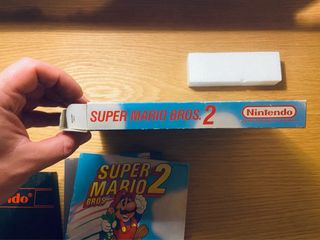 SUPER MARIO BROS. 2 Nintendo
SUPER
MARIO 2
BROS
ndo